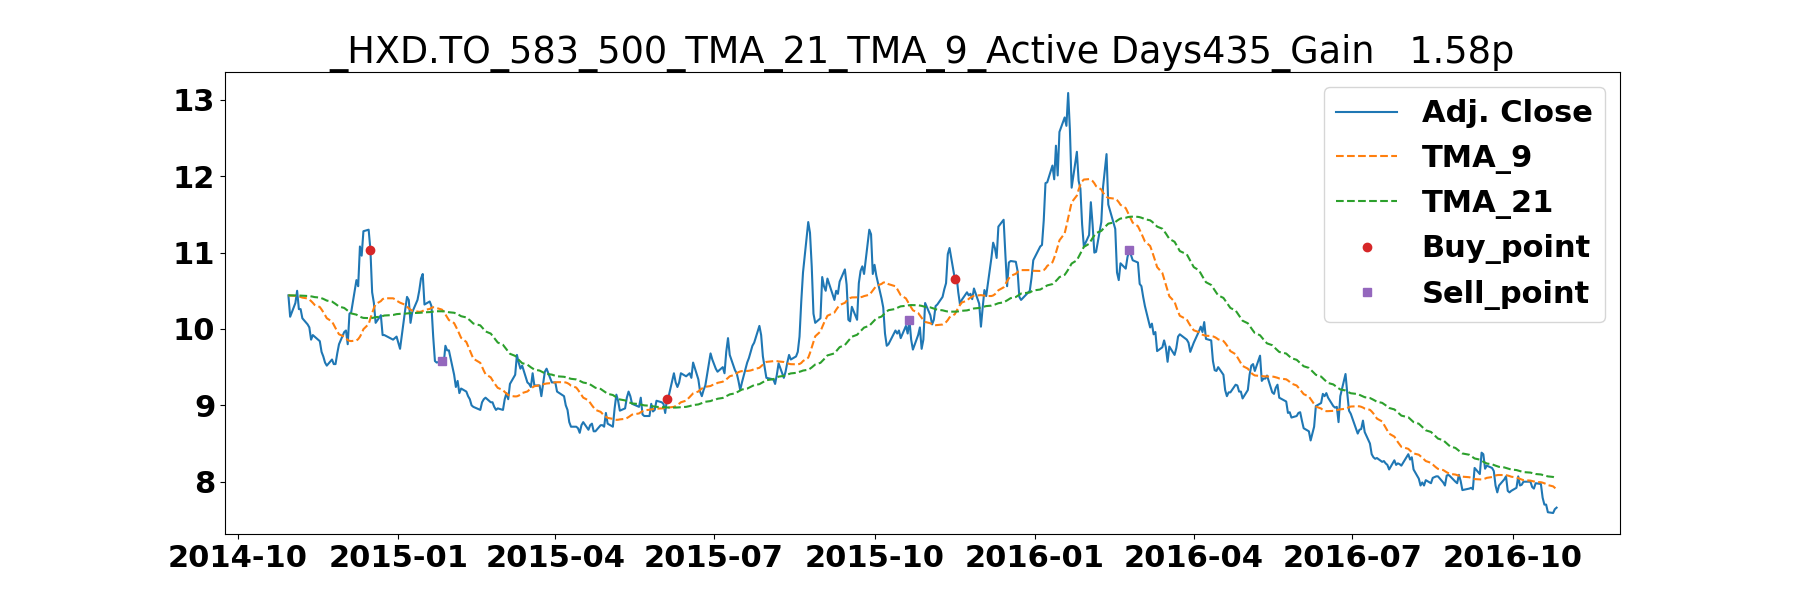 _HXD.TO_583_500_TMA_21_TMA_9_Active Days435_Gain   1.58p
13
12
11
10
9
8
2014-10 2015-01 2015-04 2015-07 2015-10 2016-01 2016-04 2016-07 2016-10
Adj. Close
TMA_9
TMA_21
Buy_point
Sell_point